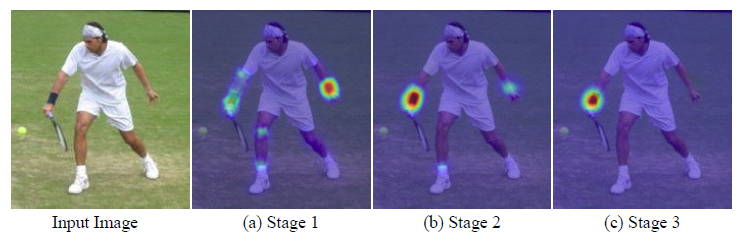 Input Image
(a) Stage 1
(b) Stage 2
(c) Stage 3